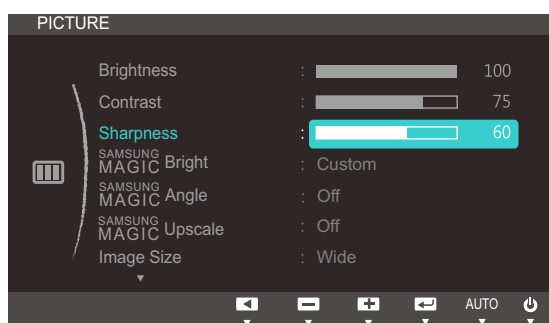 PICTURE
Brightness : 100
Contrast : 75
Sharpness : 60
SAMSUNG MAGIC Bright : Custom
SAMSUNG MAGIC Angle : Off
SAMSUNG MAGIC Upscale : Off
Image Size : Wide
AUTO